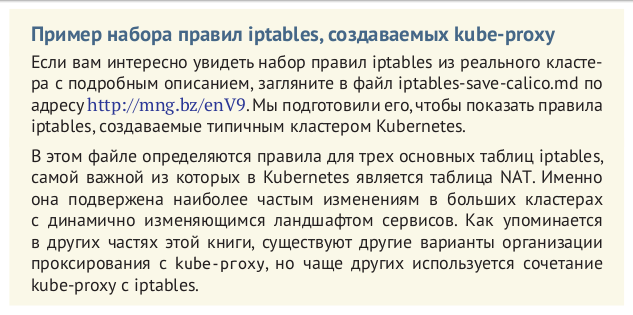 Пример набора правил iptables, создаваемых kube-proxy
Если вам интересно увидеть набор правил iptables из реального класте-
ра с подробным описанием, загляните в файл iptables-save-calico.md по
адресу http://mng.bz/enV9. Мы подготовили его, чтобы показать правила
iptables, создаваемые типичным кластером Kubernetes.
В этом файле определяются правила для трех основных таблиц iptables,
самой важной из которых в Kubernetes является таблица NAT. Именно
она подвержена наиболее частым изменениям в больших кластерах
с динамично изменяющимся ландшафтом сервисов. Как упоминается
в других частях этой книги, существуют другие варианты организации
проксирования с kube-proxy, но чаще других используется сочетание
kube-proxy с iptables.